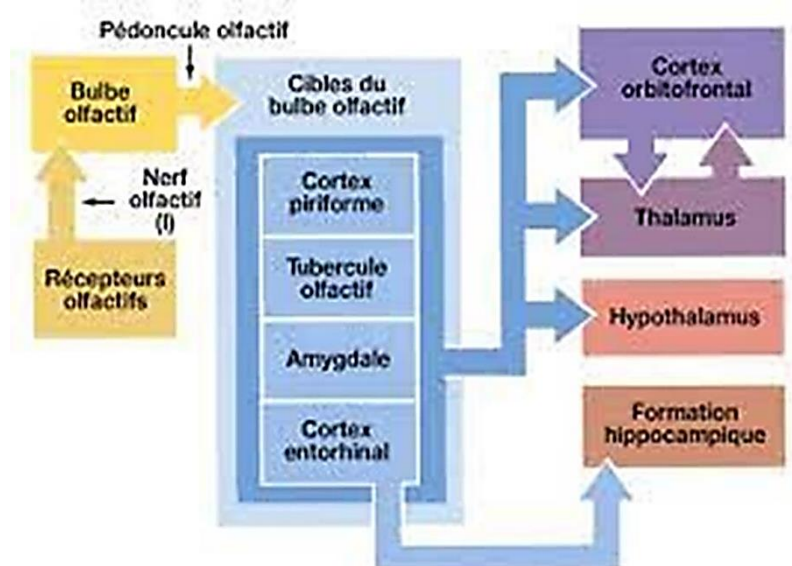 Pédoncule olfactif
Bulbe
olfactif
Nerf
olfactif
(I)
Récepteurs
olfactifs
Cibles du
bulbe olfactif
Cortex
piriforme
Tubercule
olfactif
Amygdale
Cortex
entorhinal
Cortex
orbitofrontal
Thalamus
Hypothalamus
Formation
hippocampique